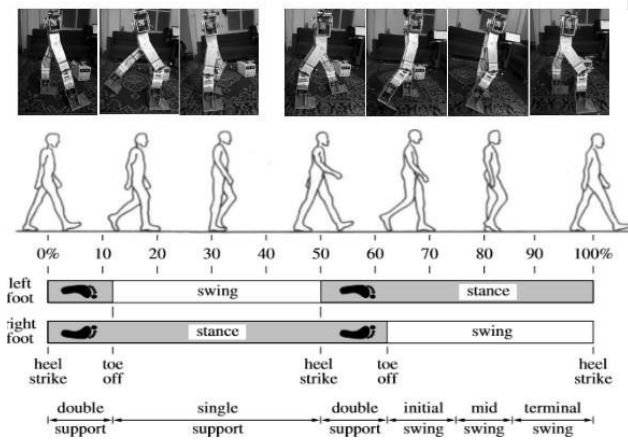 0% 10 20 30 40 50 60 70 80 90 100%
left foot
swing
stance
right foot
stance
swing
heel strike
toe off
heel strike
toe off
heel strike
double support
single support
double support
initial swing
mid swing
terminal swing